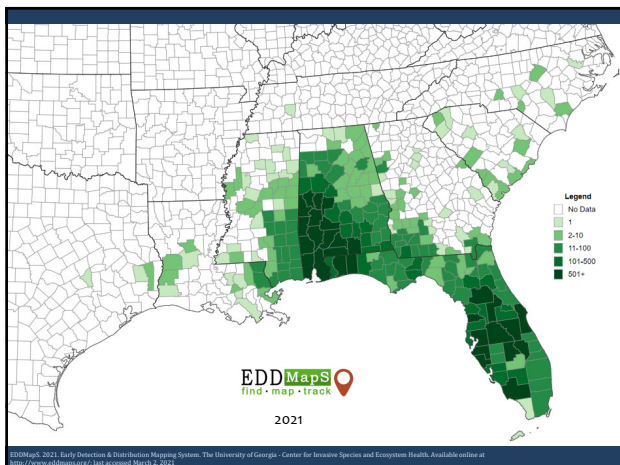 Legend
No Data
1
2-10
11-100
101-500
501+
EDDMapS
find • map • track
2021
EDDMapS. 2021. Early Detection & Distribution Mapping System. The University of Georgia - Center for Invasive Species and Ecosystem Health. Available online at
http://www.eddmaps.org/; last accessed March 2, 2021